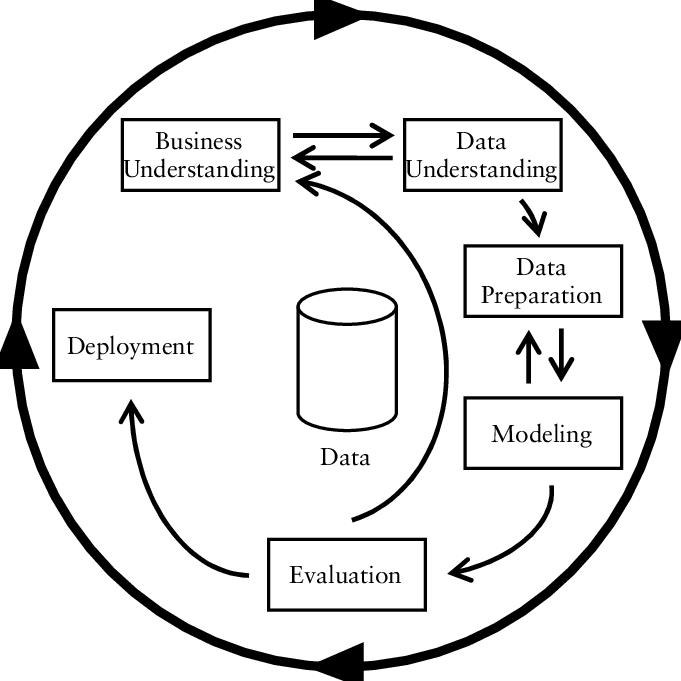 Business
Understanding
Data
Understanding
Data
Preparation
Deployment
Modeling
Data
Evaluation